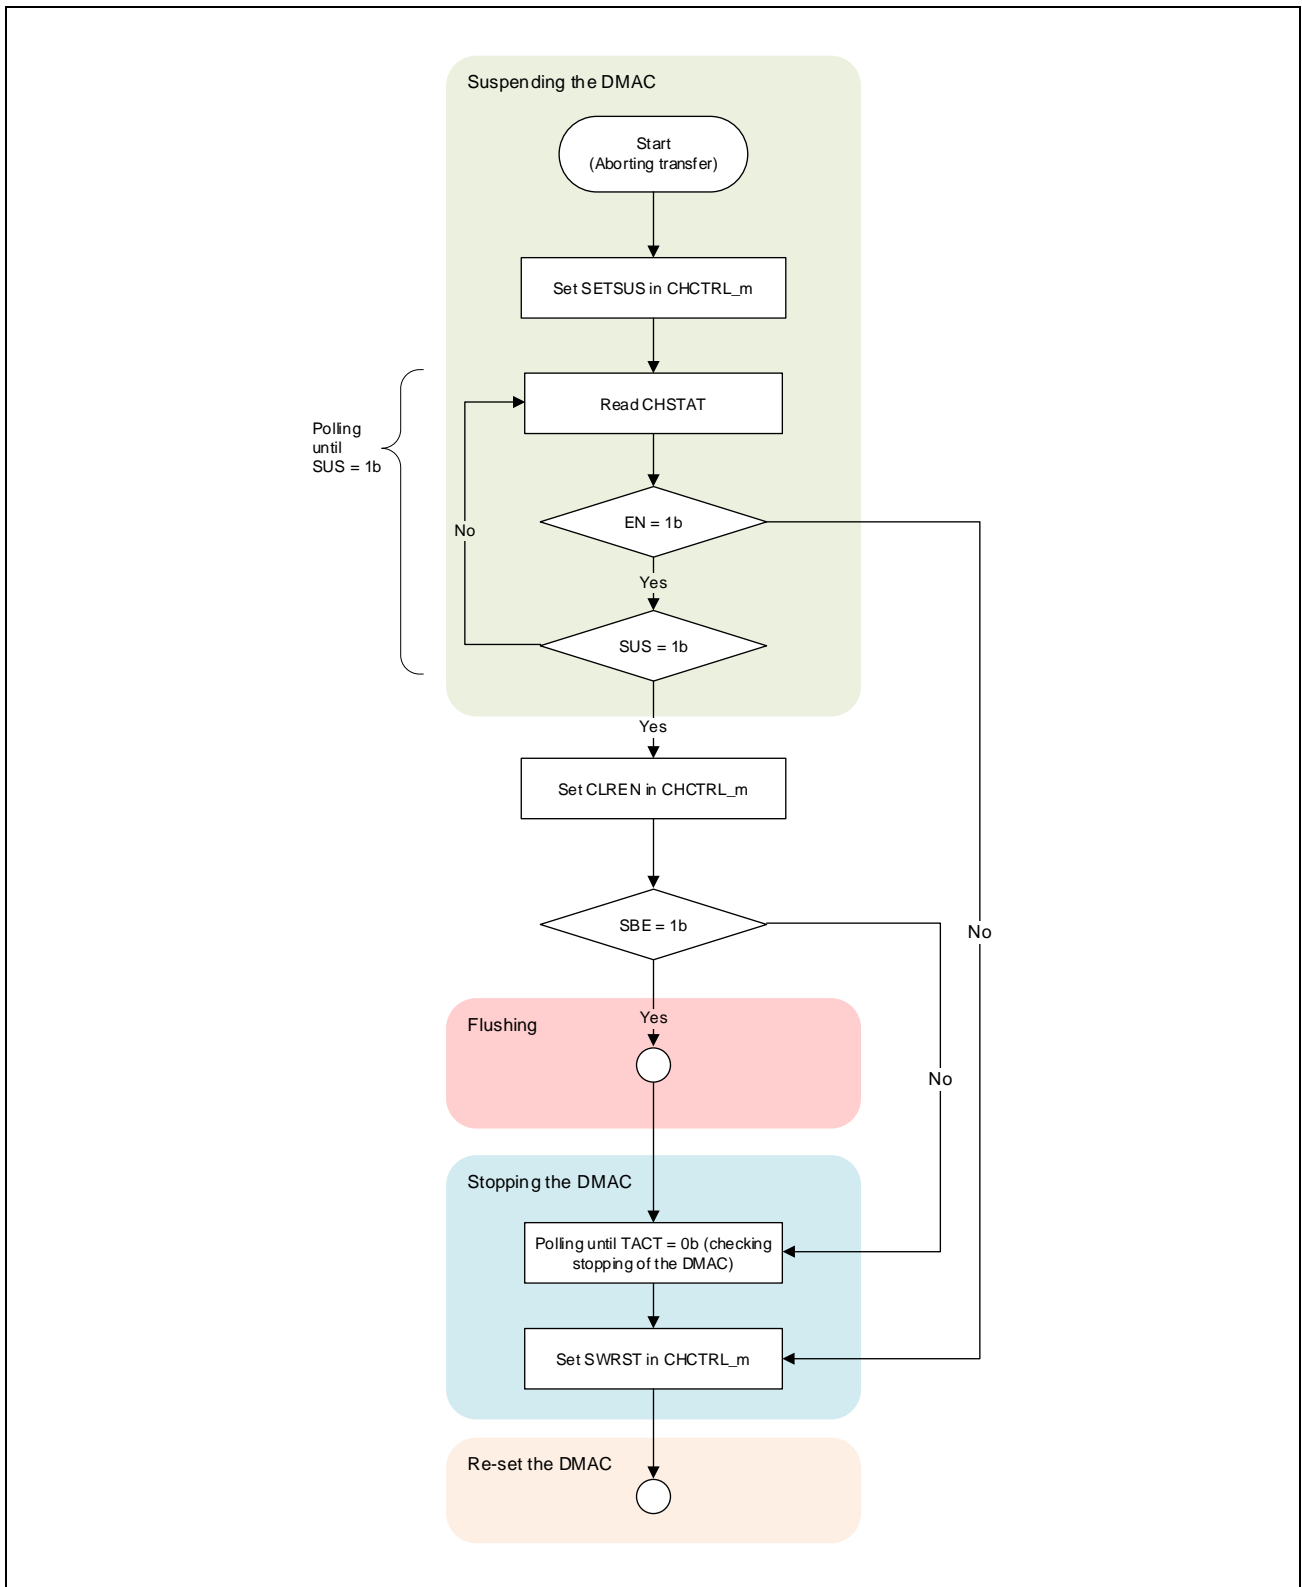 Suspending the DMAC
Start
(Aborting transfer)
Set SETSUS in CHCTRL_m
Read CHSTAT
Polling
until
SUS = 1b
EN = 1b
No
Yes
SUS = 1b
Yes
Set CLREN in CHCTRL_m
SBE = 1b
No
Yes
Flushing
No
Stopping the DMAC
Polling until TACT = 0b (checking
stopping of the DMAC)
Set SWRST in CHCTRL_m
Re-set the DMAC